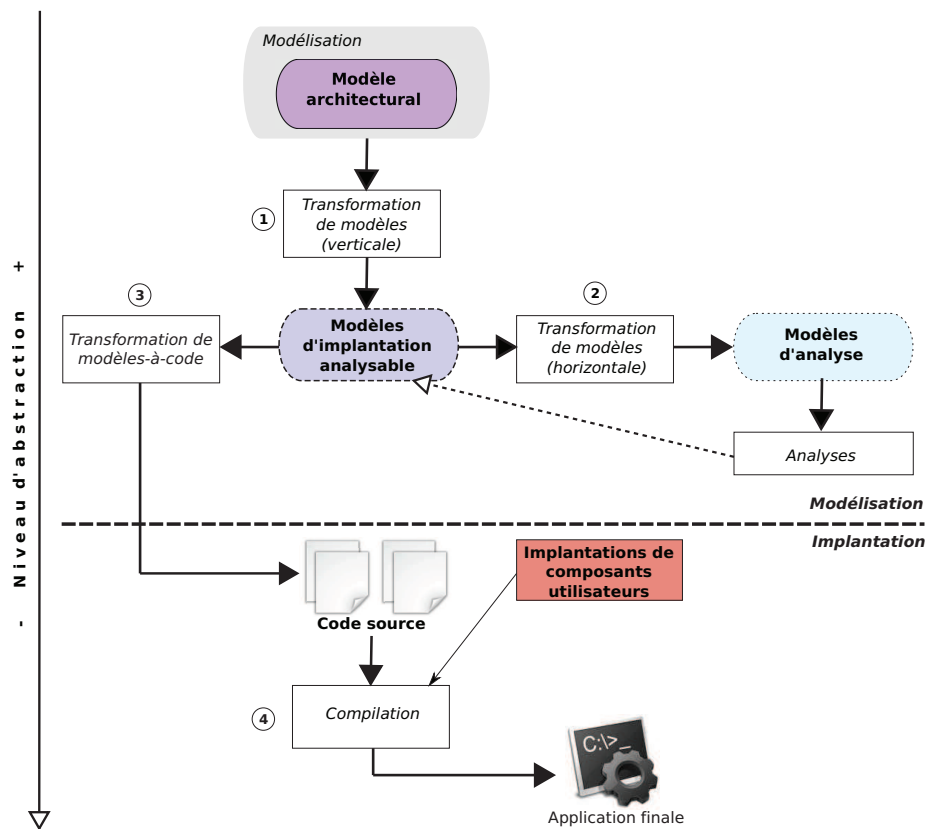 Modélisation
Modèle
architectural
1
Transformation
de modèles
(verticale)
3
2
Transformation de
modèles-à-code
Modèles
d'implantation
analysable
Transformation
de modèles
(horizontale)
Modèles
d'analyse
Analyses
Modélisation
Implantation
- Niveau d'abstraction +
Implantations de
composants
utilisateurs
Code source
4
Compilation
C:\>_
Application finale